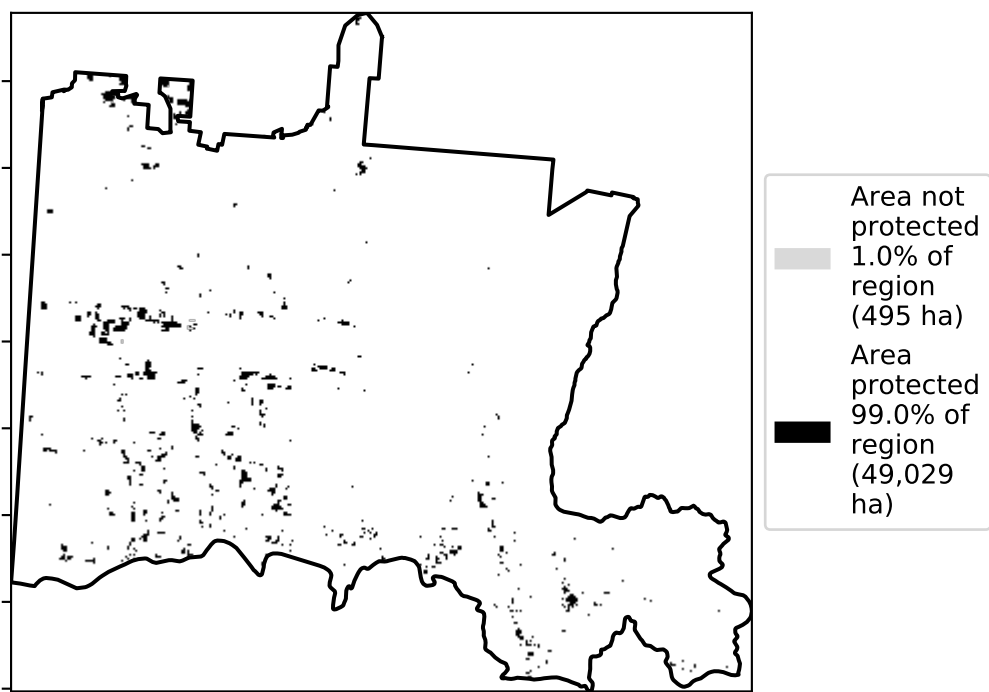 Area not
protected
1.0% of
region
(495 ha)
Area
protected
99.0% of
region
(49,029
ha)